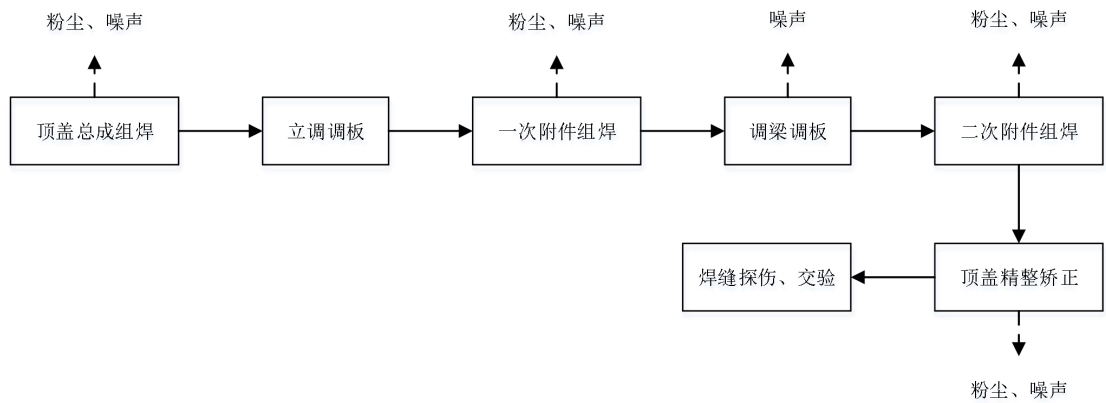 粉尘、噪声
粉尘、噪声
噪声
粉尘、噪声
顶盖总成组焊
立调调板
一次附件组焊
调梁调板
二次附件组焊
焊缝探伤、交验
顶盖精整矫正
粉尘、噪声